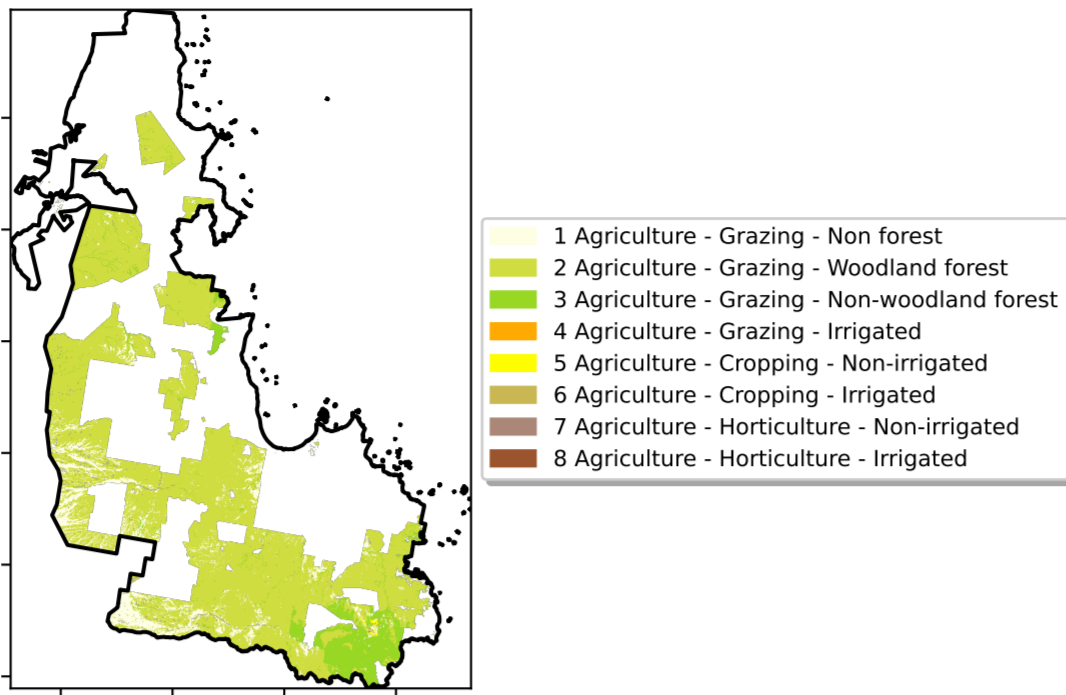 1 Agriculture - Grazing - Non forest
2 Agriculture - Grazing - Woodland forest
3 Agriculture - Grazing - Non-woodland forest
4 Agriculture - Grazing - Irrigated
5 Agriculture - Cropping - Non-irrigated
6 Agriculture - Cropping - Irrigated
7 Agriculture - Horticulture - Non-irrigated
8 Agriculture - Horticulture - Irrigated